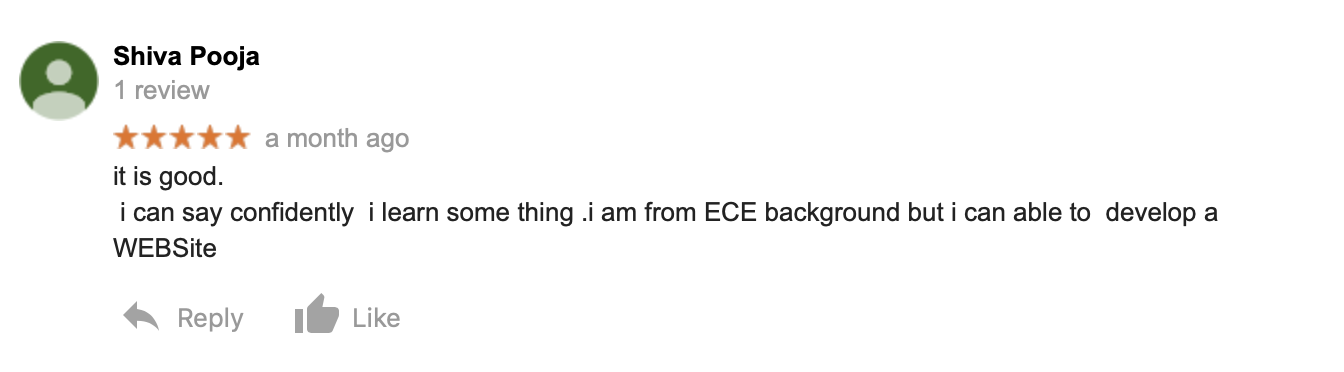 Shiva Pooja
1 review
a month ago
it is good.
i can say confidently  i learn some thing .i am from ECE background but i can able to  develop a
WEBSite
Reply Like